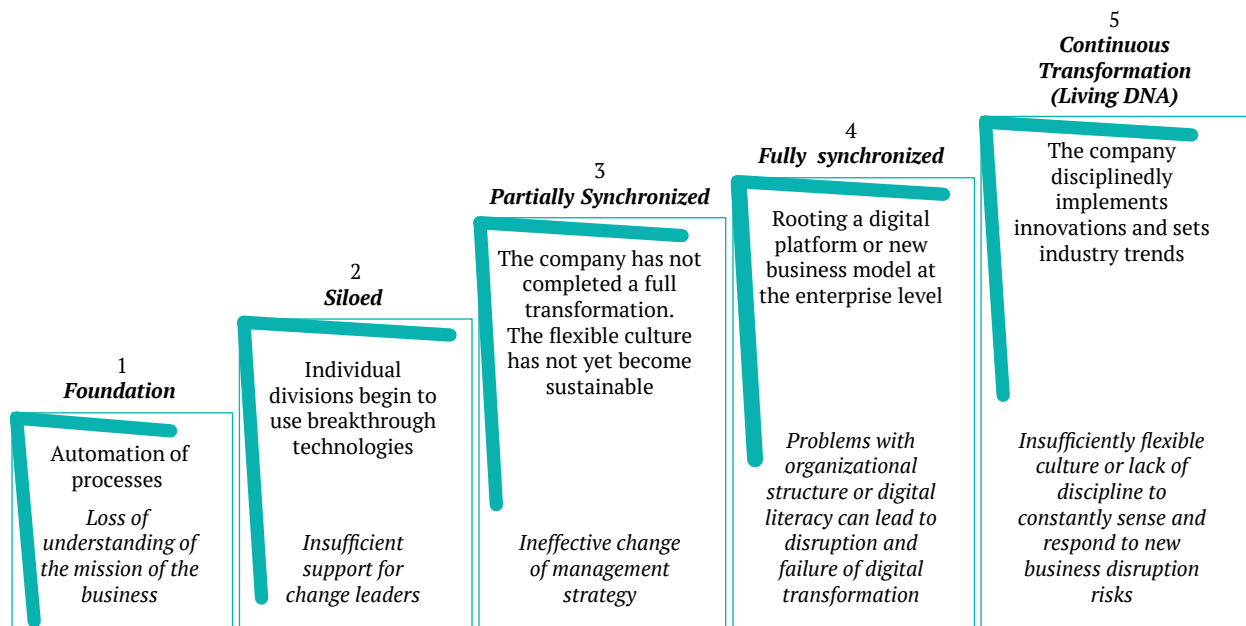 1
Foundation
Automation of
processes
Loss of
understanding of
the mission of the
business
2
Siloed
Individual
divisions begin to
use breakthrough
technologies
Insufficient
support for
change leaders
3
Partially Synchronized
The company has not
completed a full
transformation.
The flexible culture
has not yet become
sustainable
Ineffective change
of management
strategy
4
Fully synchronized
Rooting a digital
platform or new
business model at
the enterprise level
Problems with
organizational
structure or digital
literacy can lead to
disruption and
failure of digital
transformation
5
Continuous
Transformation
(Living DNA)
The company
disciplinedly
implements
innovations and sets
industry trends
Insufficiently flexible
culture or lack of
discipline to
constantly sense and
respond to new
business disruption
risks